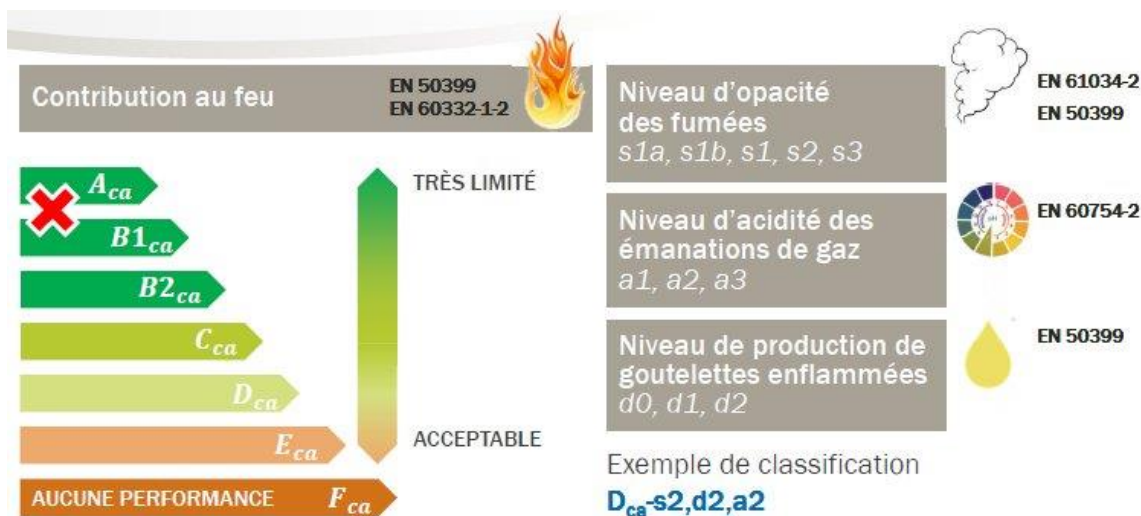 Contribution au feu
EN 50399
EN 60332-1-2
Aca
B1ca
B2ca
Cca
Dca
Eca
AUCUNE PERFORMANCE Fca
TRÈS LIMITÉ
ACCEPTABLE
Niveau d'opacité
des fumées
s1a, s1b, s1, s2, s3
EN 61034-2
EN 50399
Niveau d'acidité des
émanations de gaz
a1, a2, a3
EN 60754-2
Niveau de production de
goutelettes enflammées
d0, d1, d2
EN 50399
Exemple de classification
Dca-s2,d2,a2